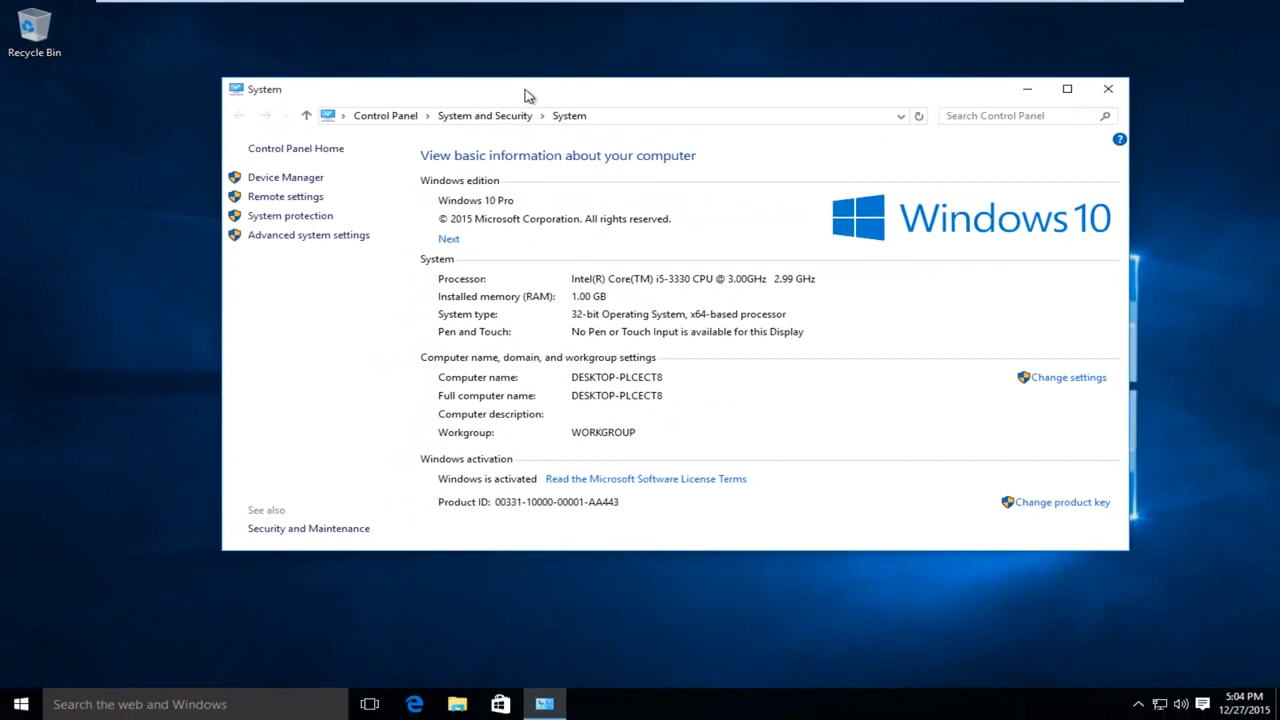 Recycle Bin
System
Control Panel > System and Security > System
Search Control Panel
Control Panel Home
Device Manager
Remote settings
System protection
Advanced system settings
See also
Security and Maintenance
View basic information about your computer
Windows edition
Windows 10 Pro
© 2015 Microsoft Corporation. All rights reserved.
Next
Windows 10
System
Processor: Intel(R) Core(TM) i5-3330 CPU @ 3.00GHz 2.99 GHz
Installed memory (RAM): 1.00 GB
System type: 32-bit Operating System, x64-based processor
Pen and Touch: No Pen or Touch Input is available for this Display
Computer name, domain, and workgroup settings
Computer name: DESKTOP-PLCECT8 Change settings
Full computer name: DESKTOP-PLCECT8
Computer description:
Workgroup: WORKGROUP
Windows activation
Windows is activated Read the Microsoft Software License Terms
Product ID: 00331-10000-00001-AA443 Change product key
Search the web and Windows
5:04 PM
12/27/2015